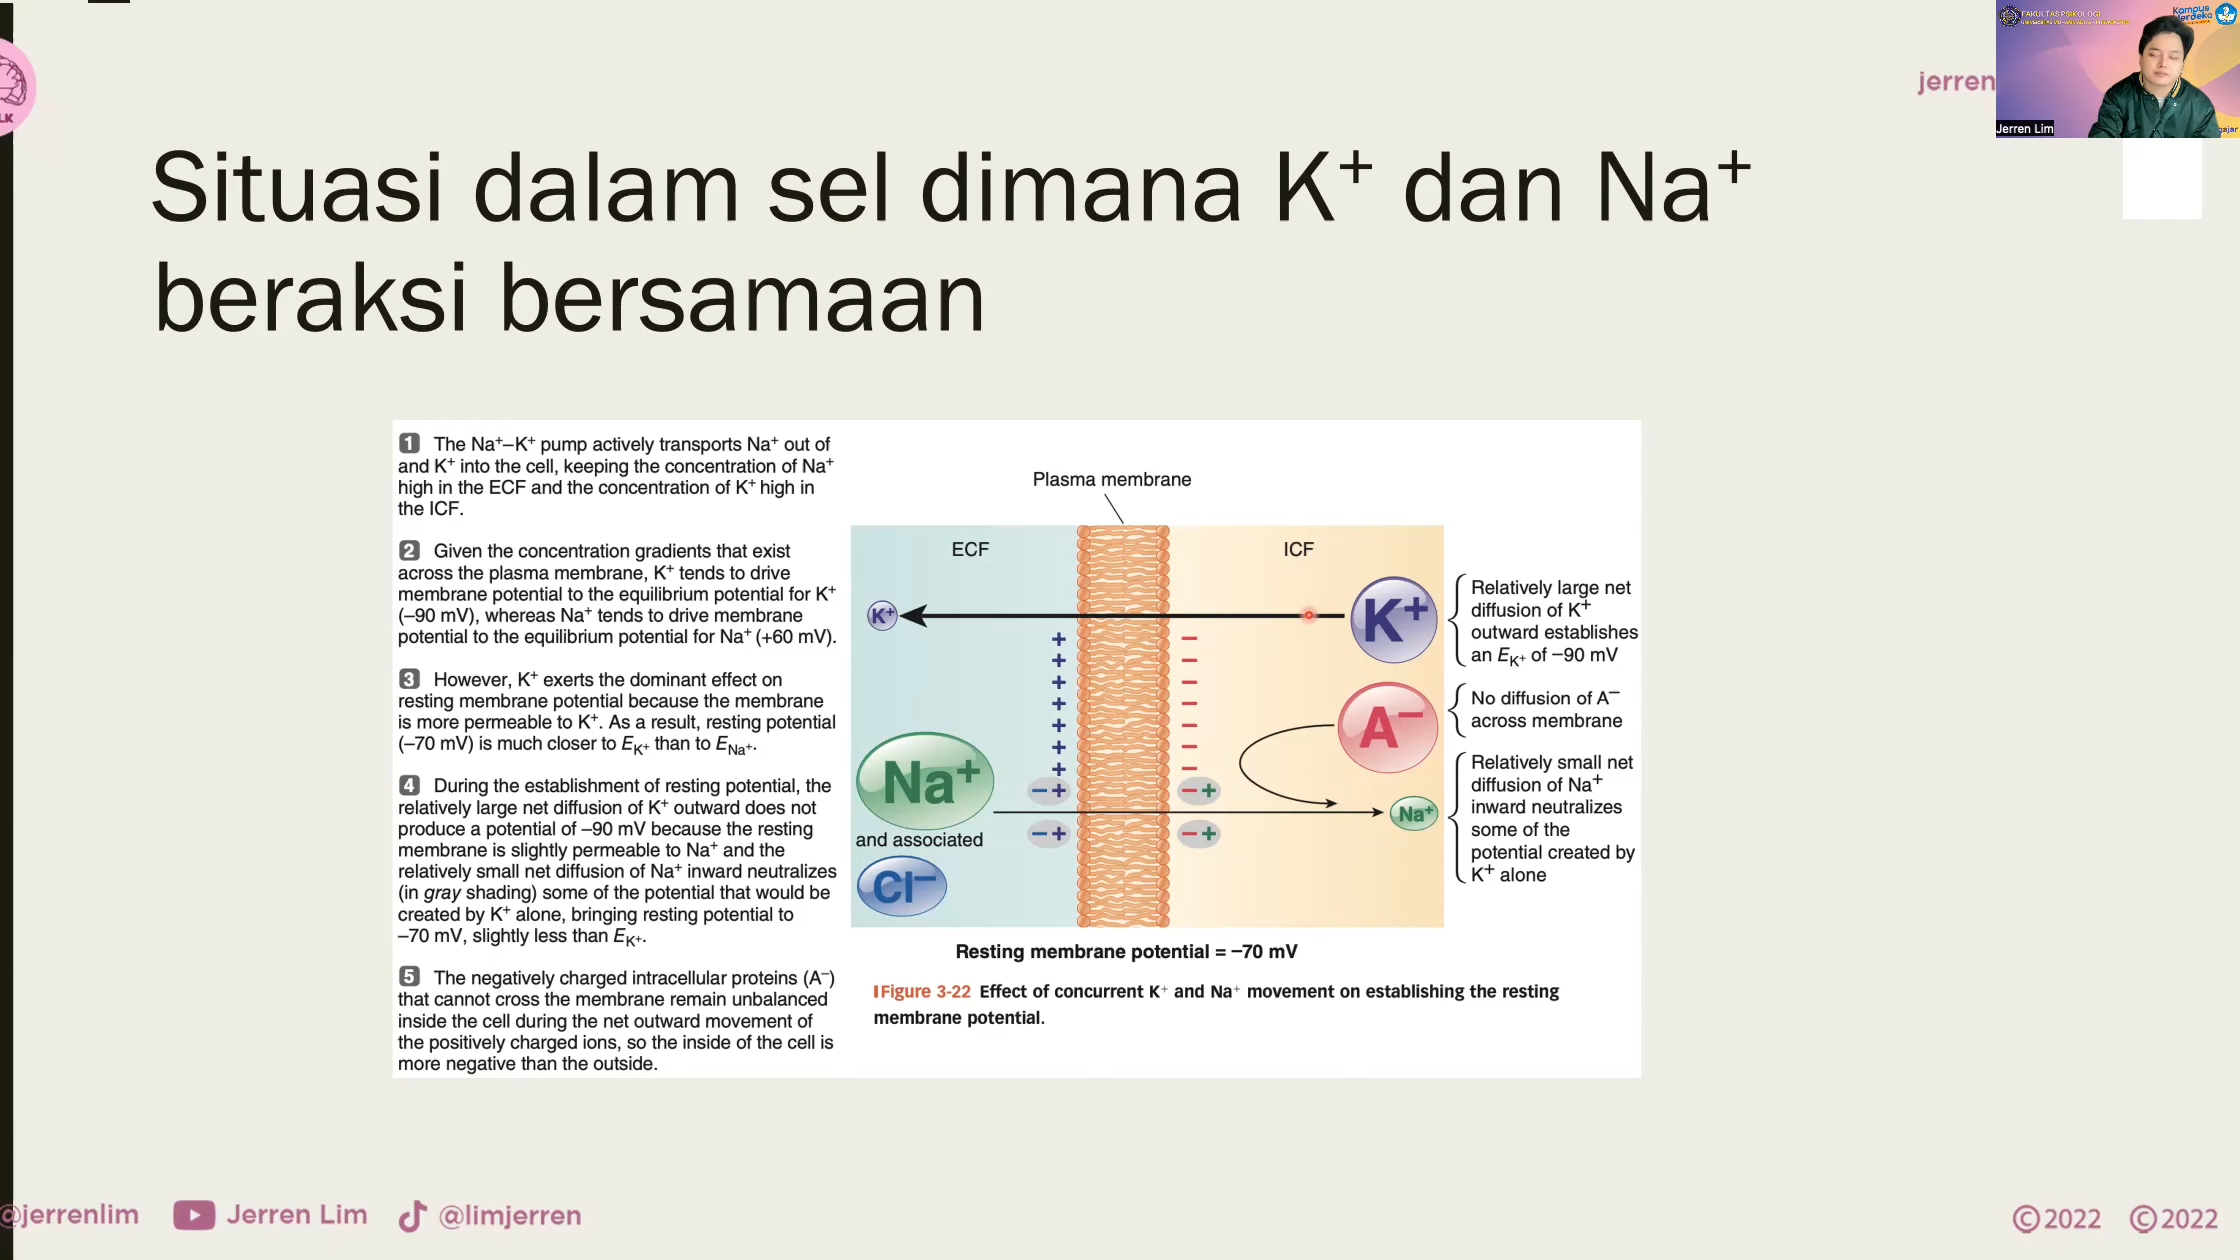 FAKULTAS PSIKOLOGI
Kampus
Merdeka
jerren
Jerren Lim
LK
Situasi dalam sel dimana K⁺ dan Na⁺
beraksi bersamaan
1 The Na⁺–K⁺ pump actively transports Na⁺ out of
and K⁺ into the cell, keeping the concentration of Na⁺
high in the ECF and the concentration of K⁺ high in
the ICF.
2 Given the concentration gradients that exist
across the plasma membrane, K⁺ tends to drive
membrane potential to the equilibrium potential for K⁺
(–90 mV), whereas Na⁺ tends to drive membrane
potential to the equilibrium potential for Na⁺ (+60 mV).
3 However, K⁺ exerts the dominant effect on
resting membrane potential because the membrane
is more permeable to K⁺. As a result, resting potential
(–70 mV) is much closer to E K⁺ than to E Na⁺.
4 During the establishment of resting potential, the
relatively large net diffusion of K⁺ outward does not
produce a potential of –90 mV because the resting
membrane is slightly permeable to Na⁺ and the
relatively small net diffusion of Na⁺ inward neutralizes
(in gray shading) some of the potential that would be
created by K⁺ alone, bringing resting potential to
–70 mV, slightly less than E K⁺.
5 The negatively charged intracellular proteins (A⁻)
that cannot cross the membrane remain unbalanced
inside the cell during the net outward movement of
the positively charged ions, so the inside of the cell is
more negative than the outside.
Plasma membrane
ECF
ICF
K⁺
K⁺
A⁻
Na⁺
Na⁺
and associated
Cl⁻
Relatively large net
diffusion of K⁺
outward establishes
an E K⁺ of –90 mV
No diffusion of A⁻
across membrane
Relatively small net
diffusion of Na⁺
inward neutralizes
some of the
potential created by
K⁺ alone
Resting membrane potential = –70 mV
Figure 3-22 Effect of concurrent K⁺ and Na⁺ movement on establishing the resting
membrane potential.
@jerrenlim
Jerren Lim
@limjerren
©2022
©2022